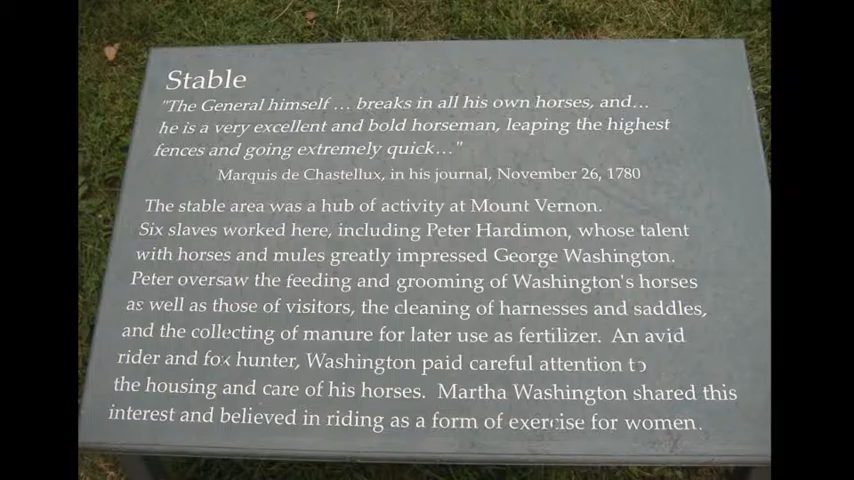 Stable
"The General himself ... breaks in all his own horses, and...
he is a very excellent and bold horseman, leaping the highest
fences and going extremely quick..."
Marquis de Chastellux, in his journal, November 26, 1780
The stable area was a hub of activity at Mount Vernon.
Six slaves worked here, including Peter Hardimon, whose talent
with horses and mules greatly impressed George Washington.
Peter oversaw the feeding and grooming of Washington's horses
as well as those of visitors, the cleaning of harnesses and saddles,
and the collecting of manure for later use as fertilizer. An avid
rider and fox hunter, Washington paid careful attention to
the housing and care of his horses. Martha Washington shared this
interest and believed in riding as a form of exercise for women.